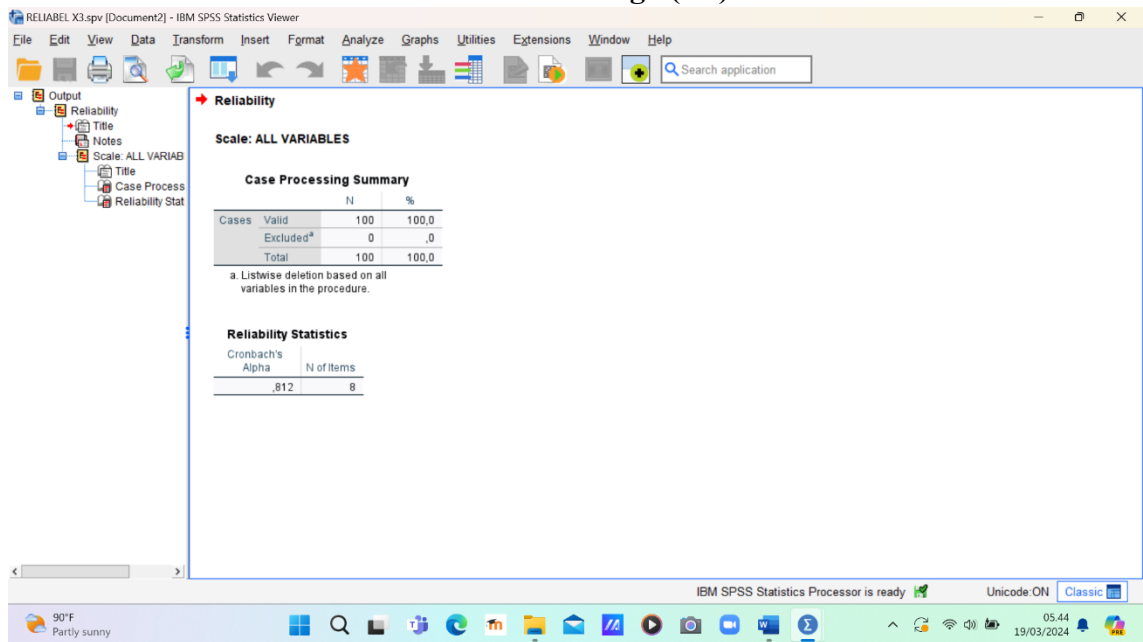 RELIABEL X3.spv [Document2] - IBM SPSS Statistics Viewer
File Edit View Data Transform Insert Format Analyze Graphs Utilities Extensions Window Help
Search application
Output
Reliability
Title
Notes
Scale: ALL VARIAB
Title
Case Process
Reliability Stat
Reliability
Scale: ALL VARIABLES
Case Processing Summary
N %
Cases Valid 100 100,0
Excludedª 0 ,0
Total 100 100,0
a. Listwise deletion based on all
variables in the procedure.
Reliability Statistics
Cronbach's
Alpha N of Items
,812 8
IBM SPSS Statistics Processor is ready Unicode:ON Classic
90°F
Partly sunny
05.44
19/03/2024
PRE